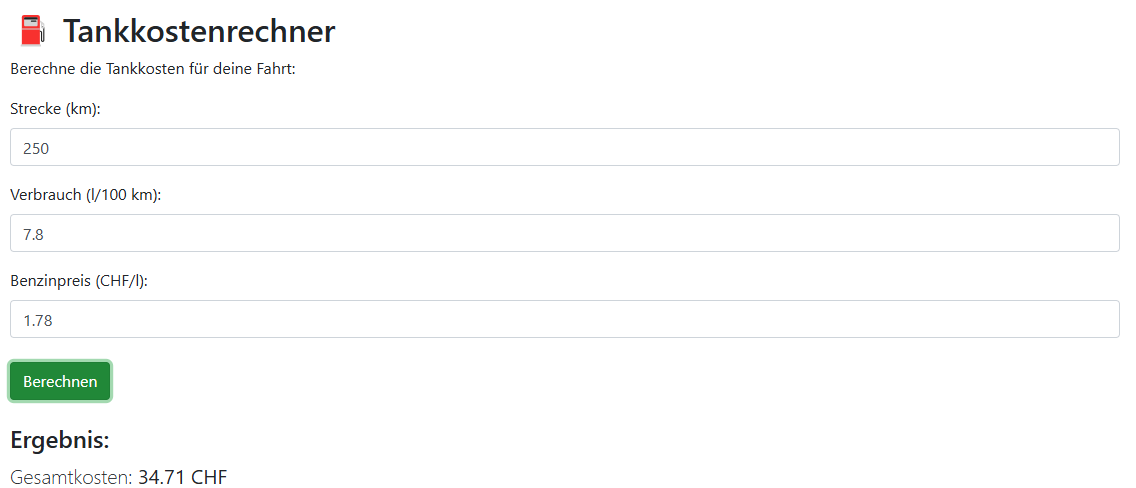 Tankkostenrechner
Berechne die Tankkosten für deine Fahrt:
Strecke (km):
250
Verbrauch (l/100 km):
7.8
Benzinpreis (CHF/l):
1.78
Berechnen
Ergebnis:
Gesamtkosten: 34.71 CHF